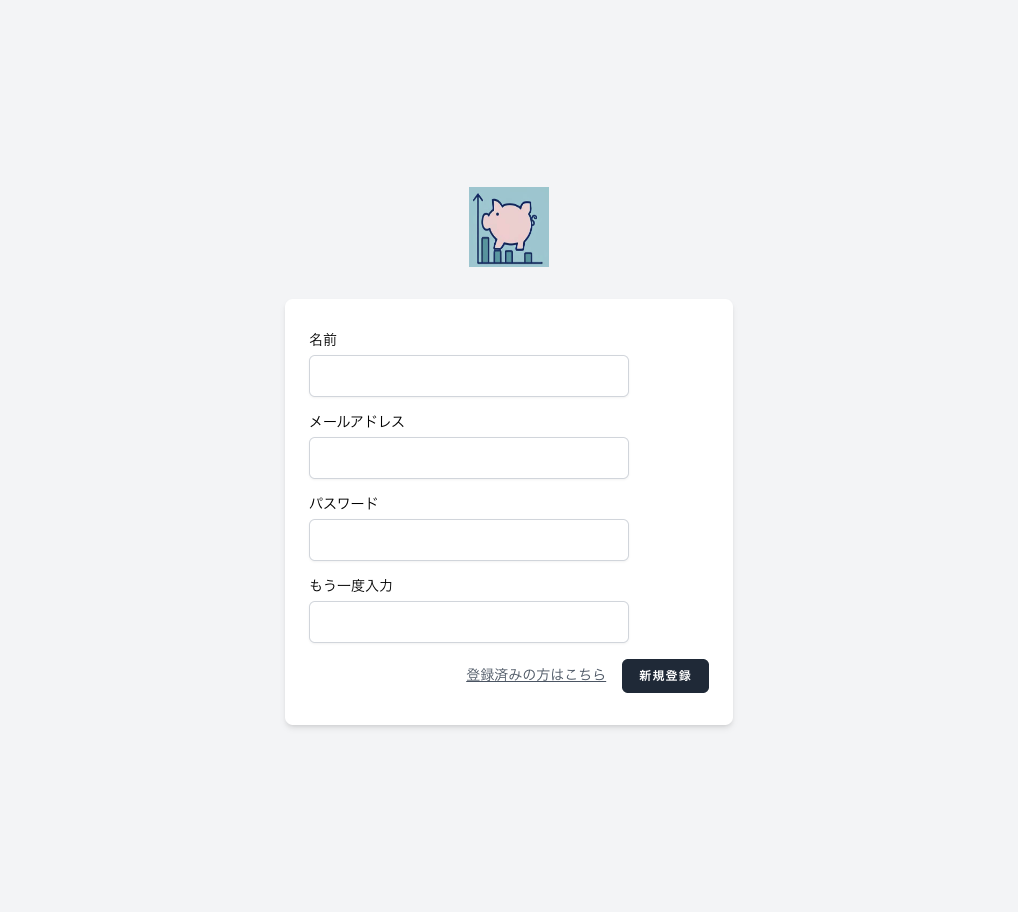 名前
メールアドレス
パスワード
もう一度入力
登録済みの方はこちら 新規登録